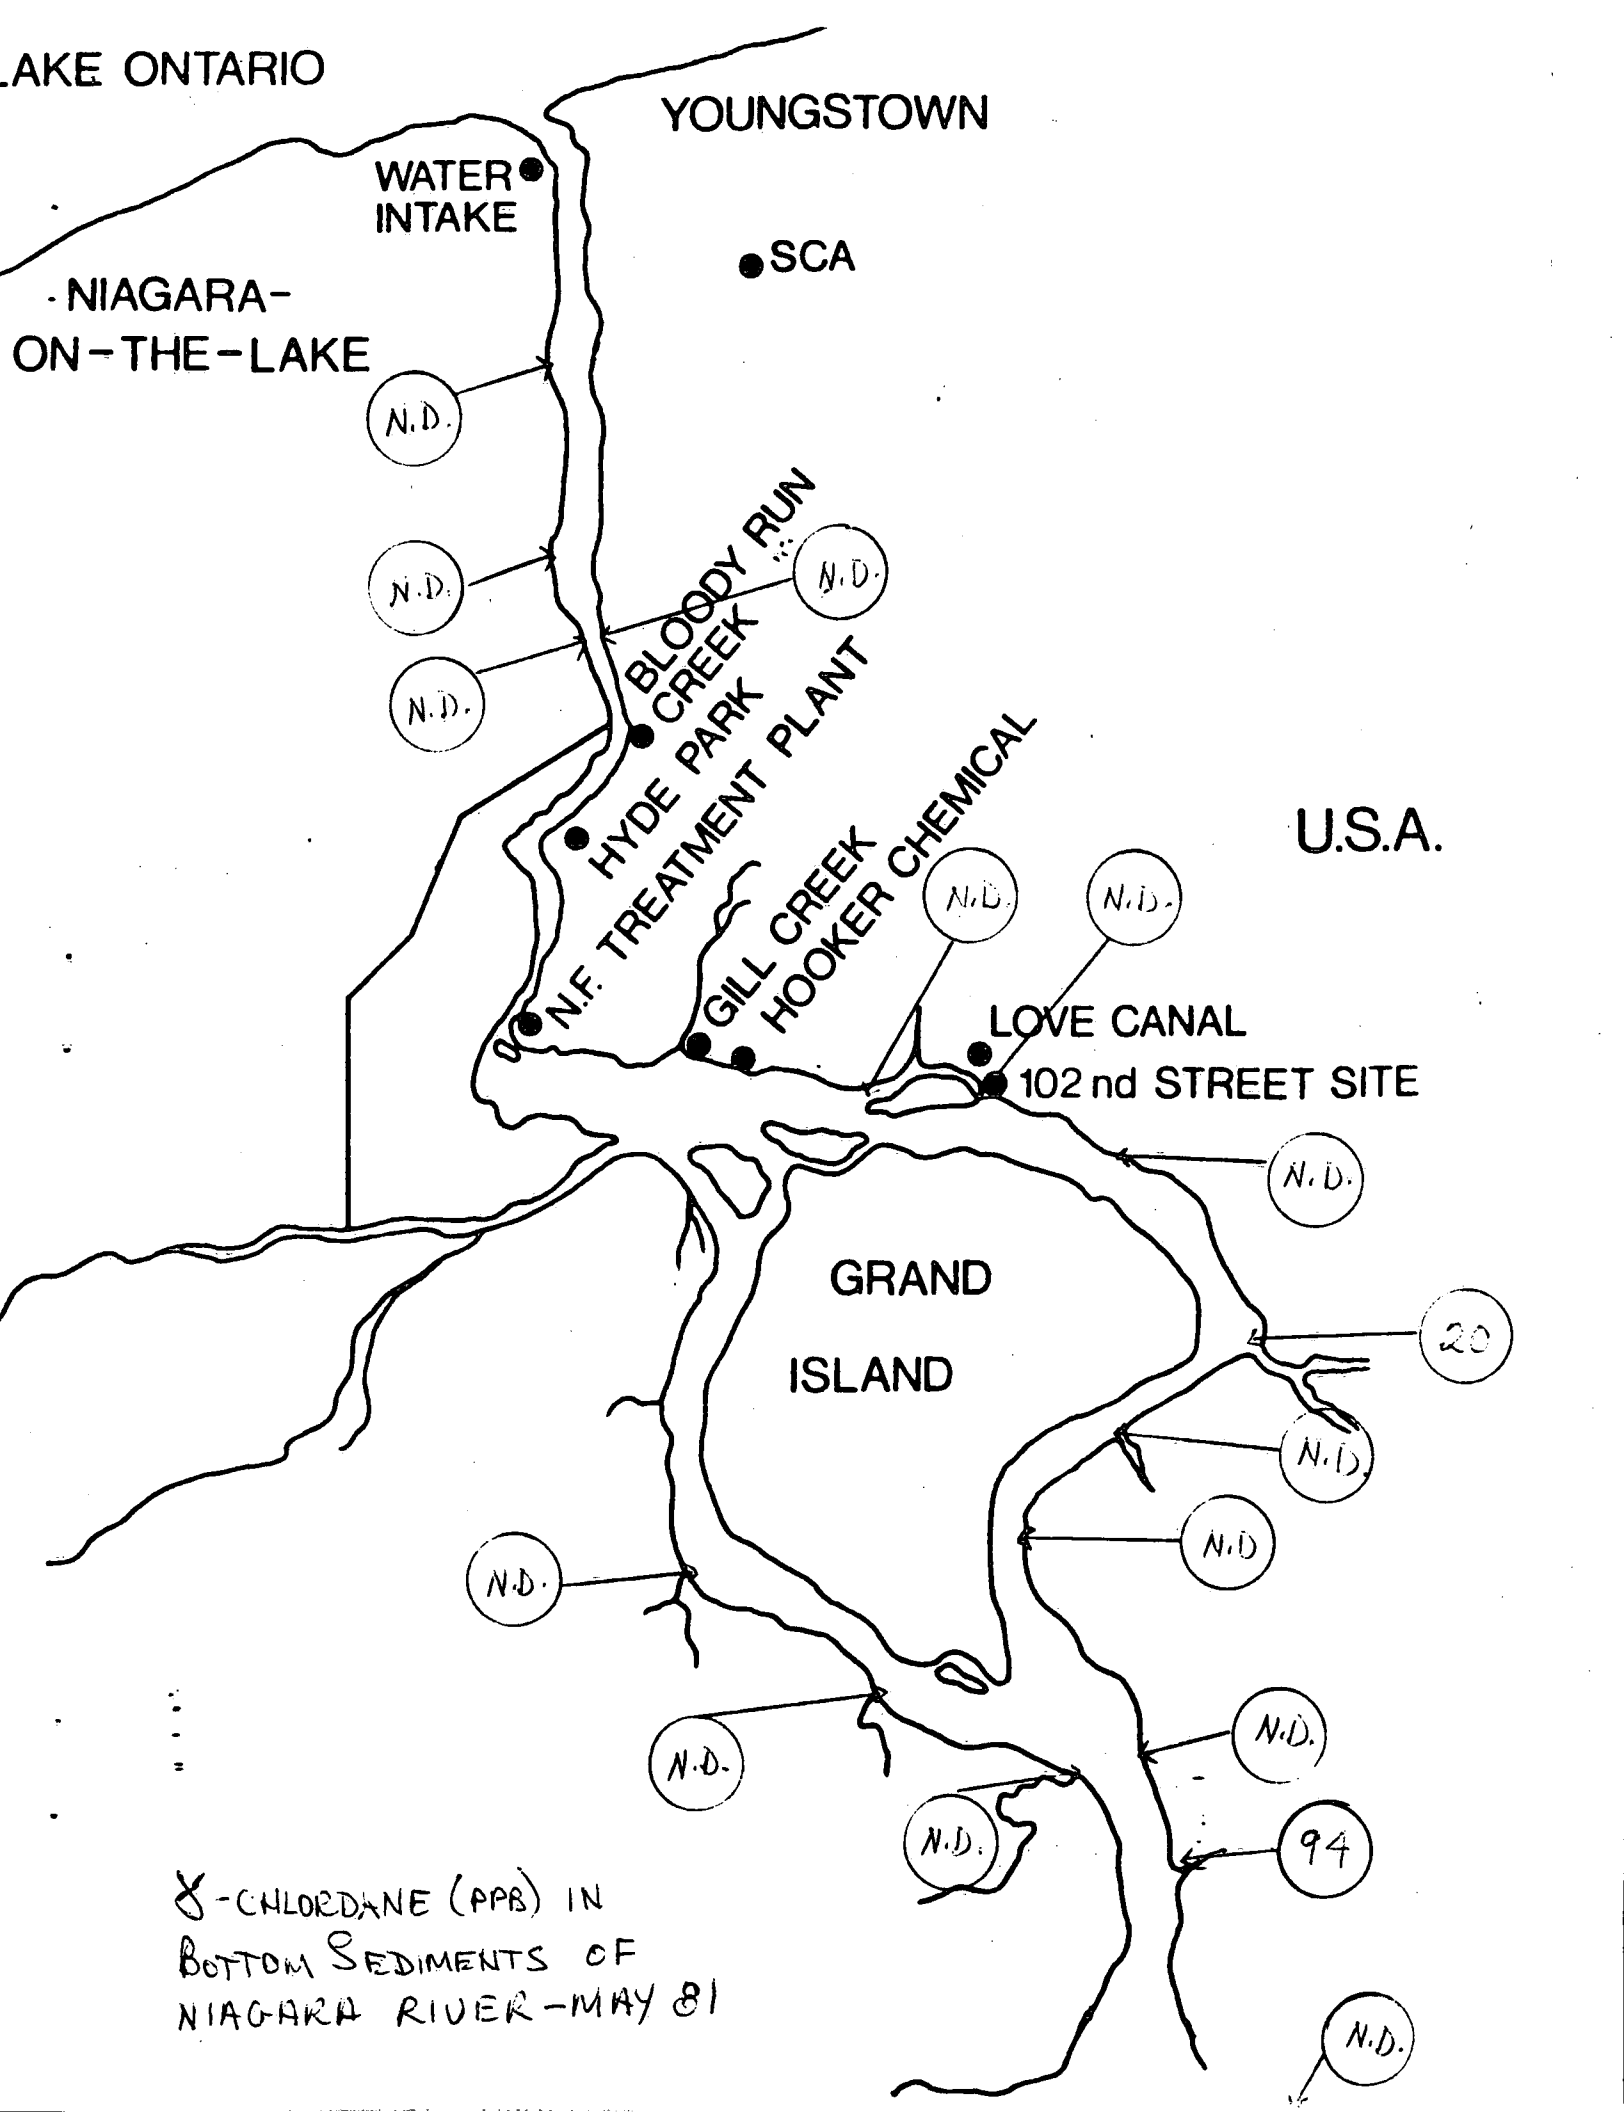 LAKE ONTARIO
YOUNGSTOWN
WATER
INTAKE
SCA
NIAGARA-
ON-THE-LAKE
N.D.
N.D.
N.D.
N.D.
BLOODY RUN
CREEK
HYDE PARK
N.F. TREATMENT PLANT
GILL CREEK
HOOKER CHEMICAL
U.S.A.
N.D.
N.D.
LOVE CANAL
102nd STREET SITE
N.D.
GRAND
ISLAND
20
N.D.
N.D
N.D.
N.D.
N.D.
N.D.
94
γ-CHLORDANE (PPB) IN
BOTTOM SEDIMENTS OF
NIAGARA RIVER-MAY 81
N.D.